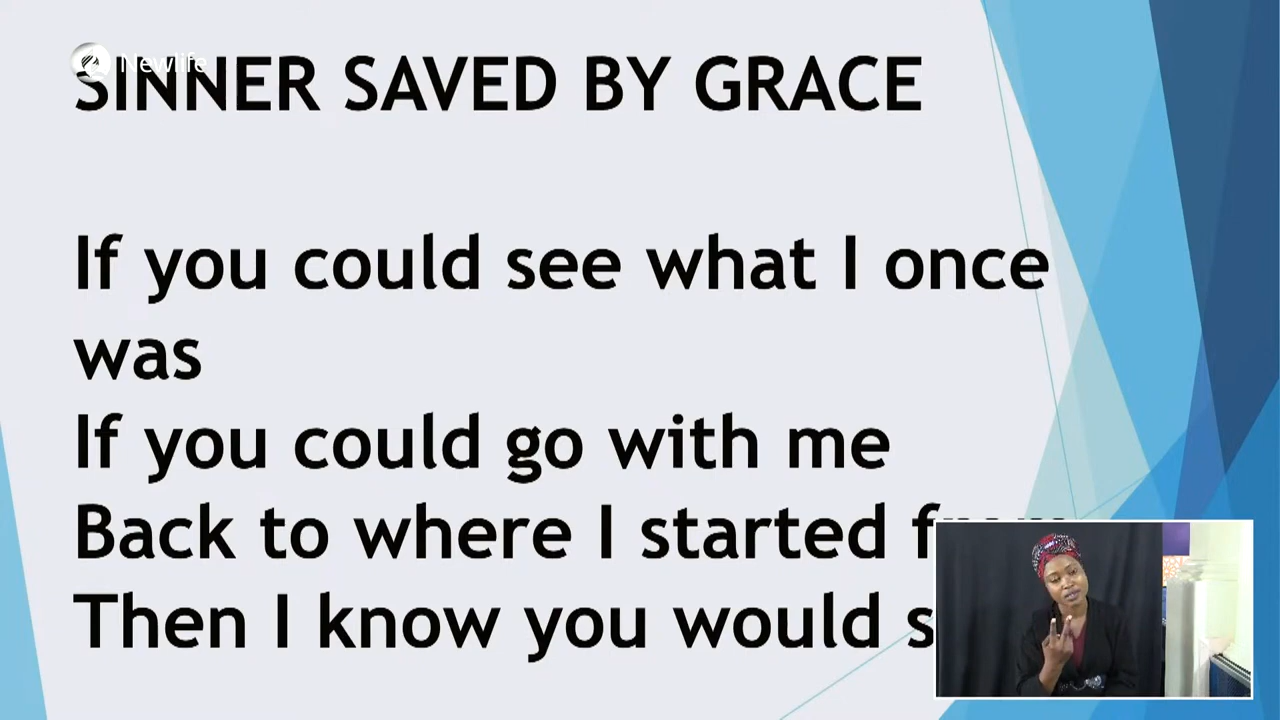 Newlife
SINNER SAVED BY GRACE
If you could see what I once
was
If you could go with me
Back to where I started
Then I know you would